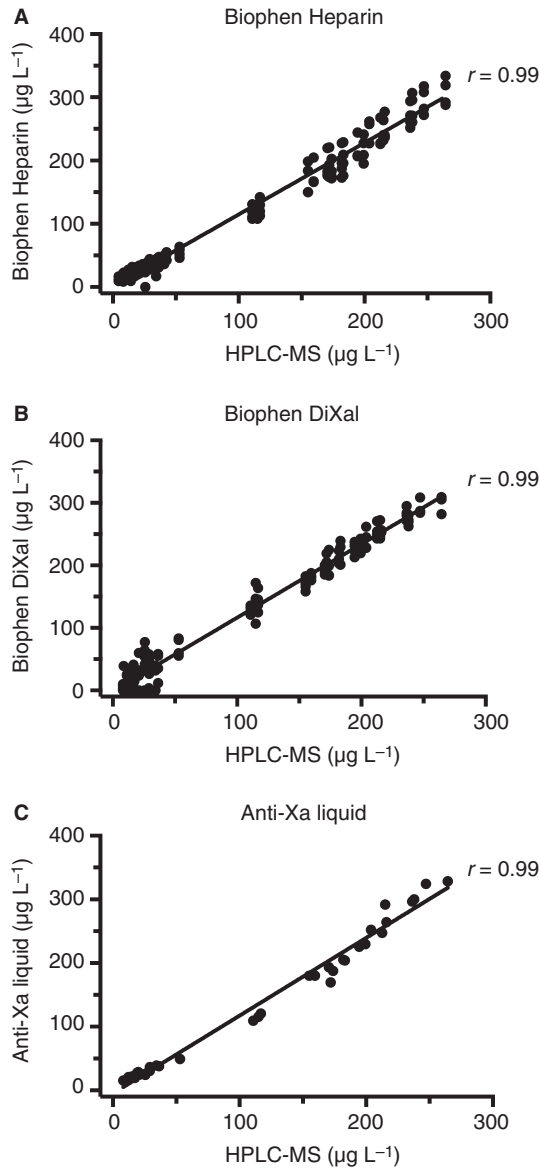 A
Biophen Heparin
400
300
200
100
0
Biophen Heparin (µg L⁻¹)
r = 0.99
0 100 200 300
HPLC-MS (µg L⁻¹)
B
Biophen DiXal
400
300
200
100
0
Biophen DiXal (µg L⁻¹)
r = 0.99
0 100 200 300
HPLC-MS (µg L⁻¹)
C
Anti-Xa liquid
400
300
200
100
0
Anti-Xa liquid (µg L⁻¹)
r = 0.99
0 100 200 300
HPLC-MS (µg L⁻¹)